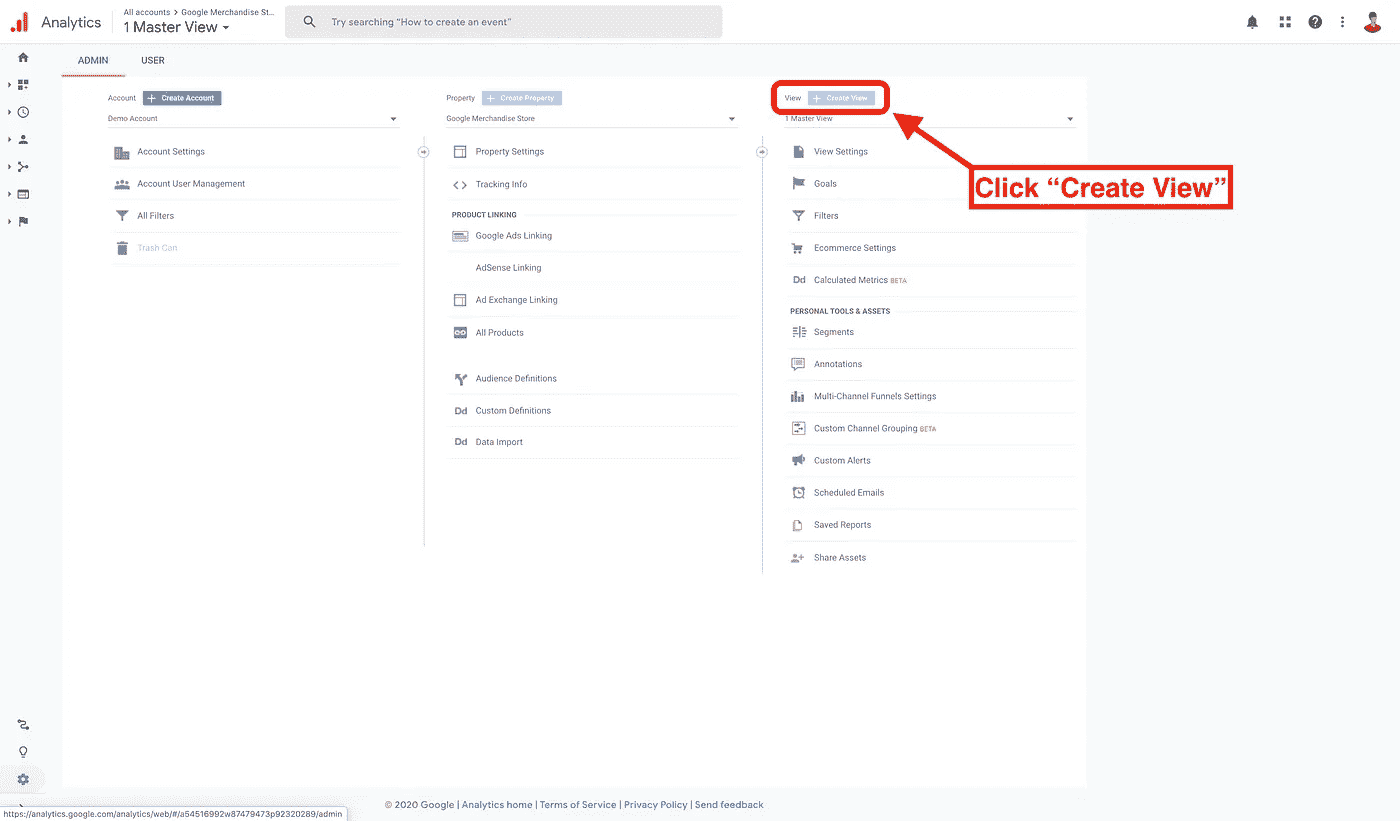 Analytics
All accounts > Google Merchandise St...
1 Master View
Try searching "How to create an event"
ADMIN USER
Account + Create Account
Demo Account
Account Settings
Account User Management
All Filters
Trash Can
Property + Create Property
Google Merchandise Store
Property Settings
<> Tracking Info
PRODUCT LINKING
Google Ads Linking
AdSense Linking
Ad Exchange Linking
All Products
Audience Definitions
Dd Custom Definitions
Dd Data Import
View + Create View
1 Master View
View Settings
Goals
Filters
Ecommerce Settings
Dd Calculated Metrics BETA
PERSONAL TOOLS & ASSETS
Segments
Annotations
Multi-Channel Funnels Settings
Custom Channel Grouping BETA
Custom Alerts
Scheduled Emails
Saved Reports
Share Assets
Click “Create View”
© 2020 Google | Analytics home | Terms of Service | Privacy Policy | Send feedback
https://analytics.google.com/analytics/web/#/a54516992w87479473p92320289/admin